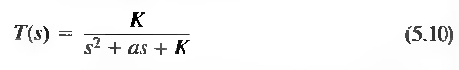 T(s) = K / (s² + as + K) (5.10)